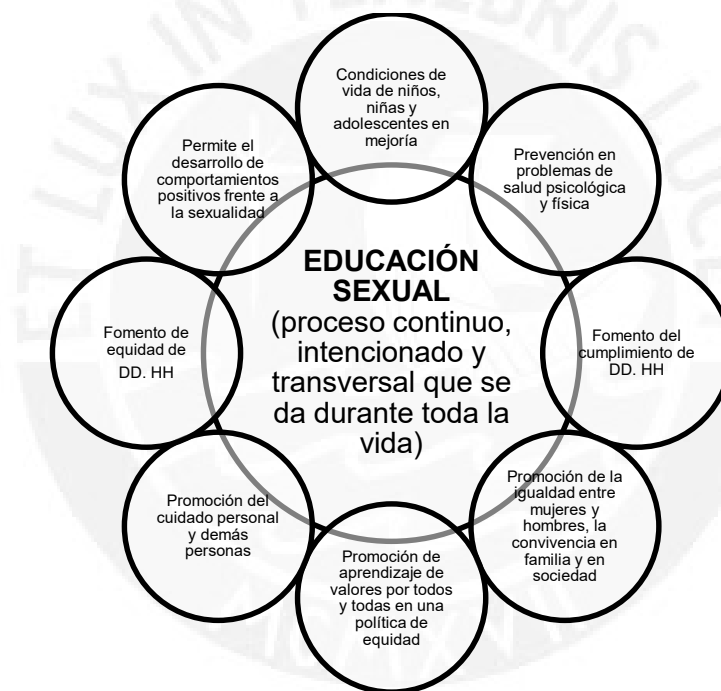 Condiciones de
vida de niños,
niñas y
adolescentes en
mejoría
Prevención en
problemas de
salud psicológica
y física
Fomento del
cumplimiento de
DD. HH
Promoción de la
igualdad entre
mujeres y
hombres, la
convivencia en
familia y en
sociedad
Promoción de
aprendizaje de
valores por todos
y todas en una
política de
equidad
Promoción del
cuidado personal
y demás
personas
Fomento de
equidad de
DD. HH
Permite el
desarrollo de
comportamientos
positivos frente a
la sexualidad
EDUCACIÓN
SEXUAL
(proceso continuo,
intencionado y
transversal que se
da durante toda la
vida)